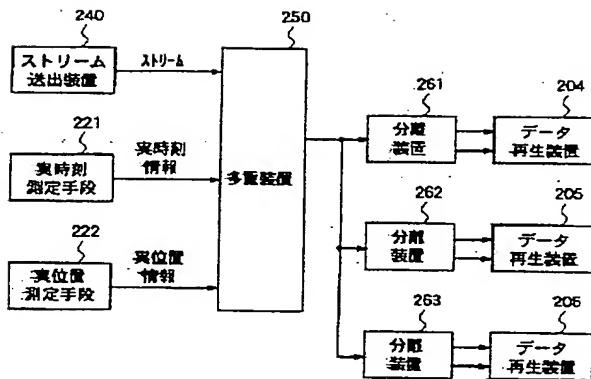 240
ストリーム
送出装置
ストリーム
250
221
実時刻
測定手段
実時刻
情報
多重装置
222
実位置
測定手段
実位置
情報
261
分離
装置
204
データ
再生装置
262
分離
装置
205
データ
再生装置
263
分離
装置
206
データ
再生装置